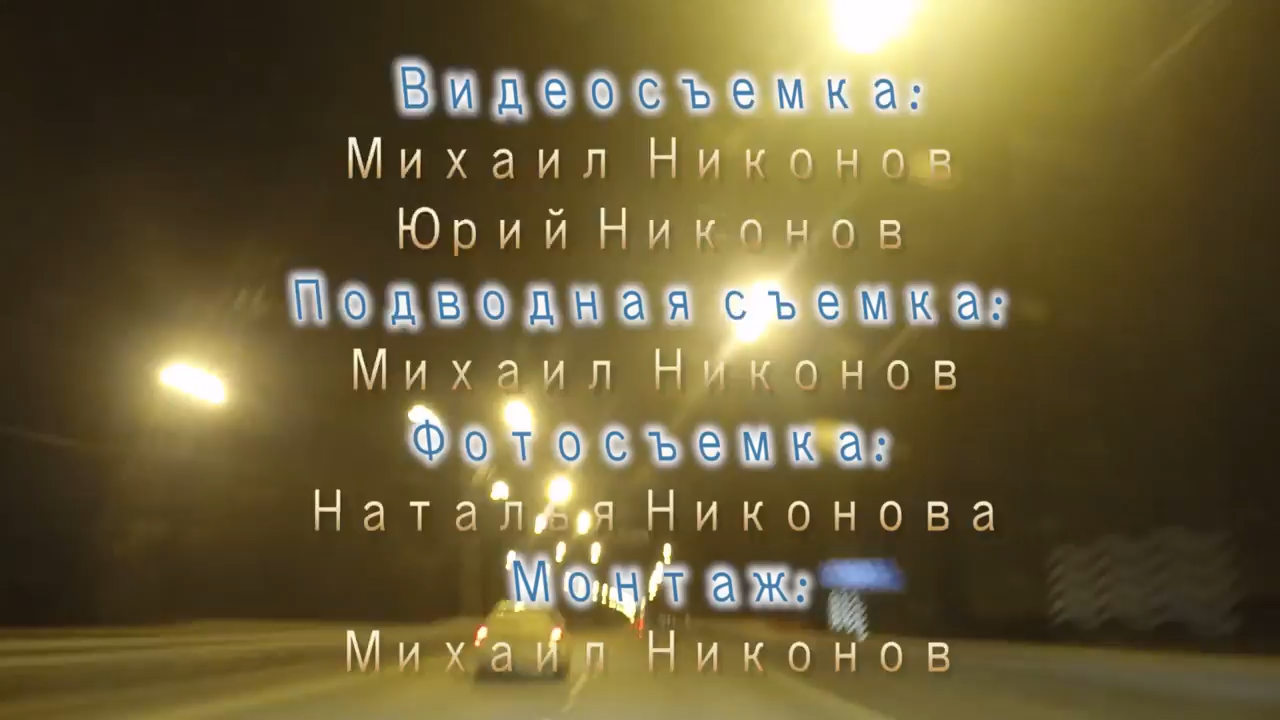 Видеосъемка:
Михаил Никонов
Юрий Никонов
Подводная съемка:
Михаил Никонов
Фотосъемка:
Наталья Никонова
Монтаж:
Михаил Никонов